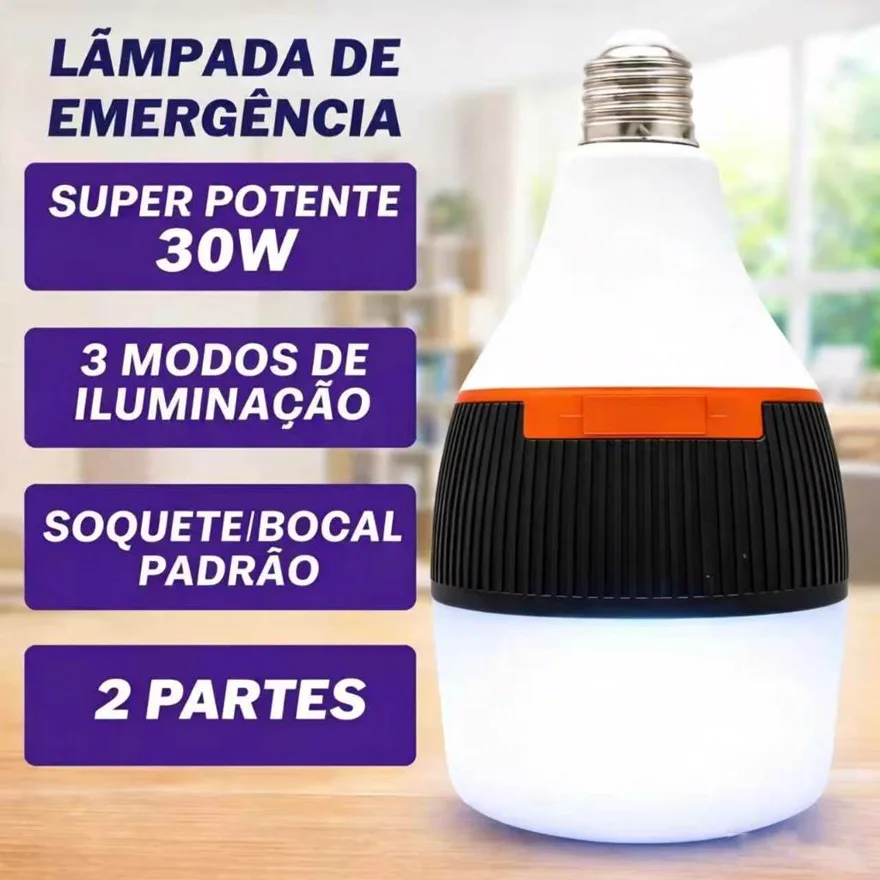 LÃMPADA DE
EMERGÊNCIA
SUPER POTENTE
30W
3 MODOS DE
ILUMINAÇÃO
SOQUETE/BOCAL
PADRÃO
2 PARTES